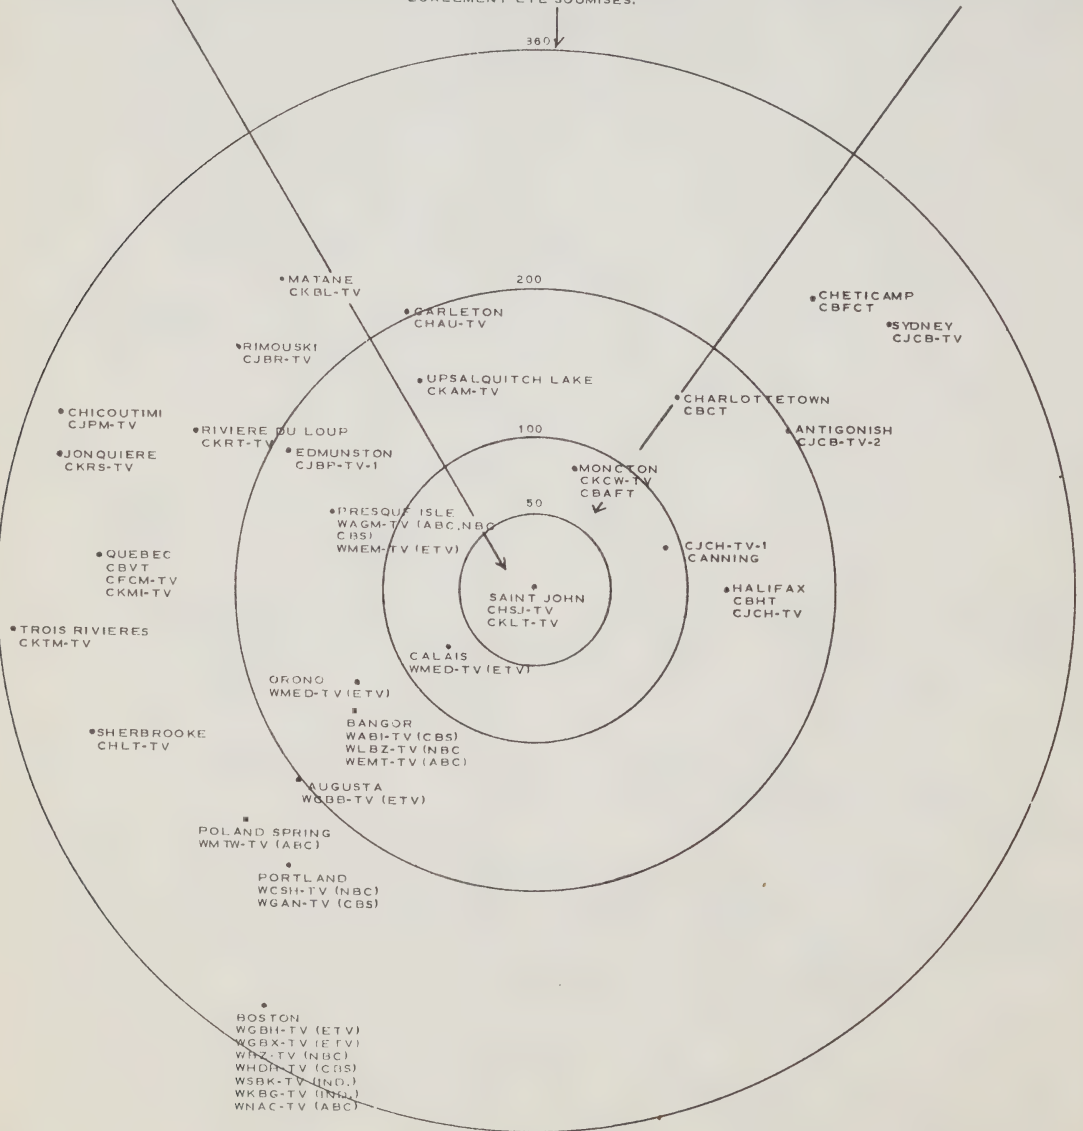 ÉGALEMENT ÉTÉ SOUMISES.
360
MATANE
CKBL-TV
200
CARLETON
CHAU-TV
CHETICAMP
CBFCT
SYDNEY
CJCB-TV
RIMOUSKI
CJBR-TV
UPSALQUITCH LAKE
CKAM-TV
CHARLOTTETOWN
CBCT
CHICOUTIMI
CJPM-TV
RIVIERE DU LOUP
CKRT-TV
100
ANTIGONISH
CJCB-TV-2
JONQUIERE
CKRS-TV
EDMUNSTON
CJBR-TV-1
MONCTON
CKCW-TV
CBAFT
50
PRESQUE ISLE
WAGM-TV (ABC,NBC
CBS)
WMEM-TV (ETV)
QUEBEC
CBVT
CFCM-TV
CKMI-TV
CJCH-TV-1
CANNING
HALIFAX
CBHT
CJCH-TV
SAINT JOHN
CHSJ-TV
CKLT-TV
TROIS RIVIERES
CKTM-TV
CALAIS
WMED-TV (ETV)
ORONO
WMED-TV (ETV)
BANGOR
WABI-TV (CBS)
WLBZ-TV (NBC
WEMT-TV (ABC)
SHERBROOKE
CHLT-TV
AUGUSTA
WCBB-TV (ETV)
POLAND SPRING
WMTW-TV (ABC)
PORTLAND
WCSH-TV (NBC)
WGAN-TV (CBS)
BOSTON
WGBH-TV (ETV)
WGBX-TV (ETV)
WBZ-TV (NBC)
WHDH-TV (CBS)
WSBK-TV (IND.)
WKBG-TV (IND.)
WNAC-TV (ABC)